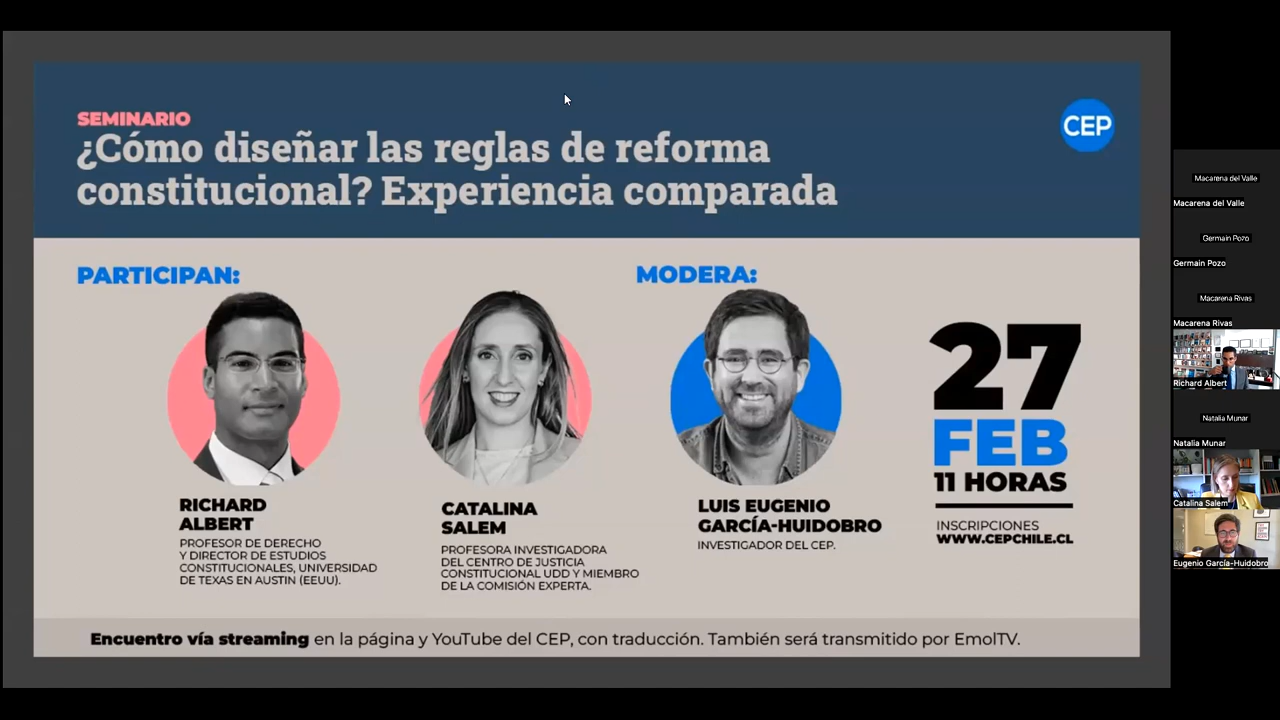 SEMINARIO
¿Cómo diseñar las reglas de reforma
constitucional? Experiencia comparada
CEP
PARTICIPAN:
MODERA:
RICHARD
ALBERT
PROFESOR DE DERECHO
Y DIRECTOR DE ESTUDIOS
CONSTITUCIONALES, UNIVERSIDAD
DE TEXAS EN AUSTIN (EEUU).
CATALINA
SALEM
PROFESORA INVESTIGADORA
DEL CENTRO DE JUSTICIA
CONSTITUCIONAL UDD Y MIEMBRO
DE LA COMISIÓN EXPERTA.
LUIS EUGENIO
GARCÍA-HUIDOBRO
INVESTIGADOR DEL CEP.
27
FEB
11 HORAS
INSCRIPCIONES
WWW.CEPCHILE.CL
Encuentro vía streaming en la página y YouTube del CEP, con traducción. También será transmitido por EmolTV.
Macarena del Valle
Macarena del Valle
Germain Pozo
Germain Pozo
Macarena Rivas
Macarena Rivas
Richard Albert
Natalia Munar
Natalia Munar
Catalina Salem
Eugenio García-Huidobro